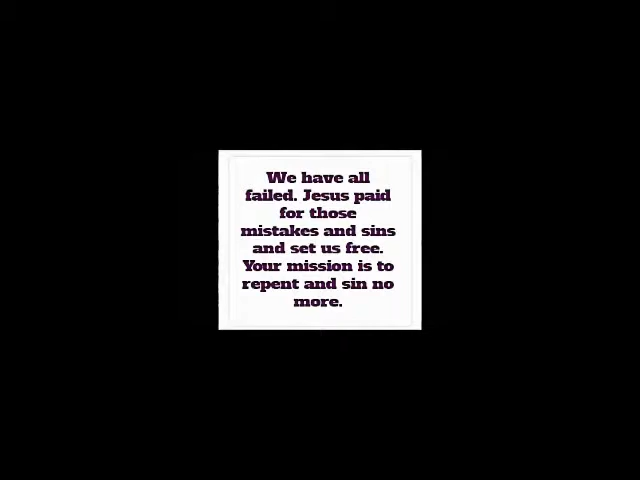 We have all
failed. Jesus paid
for those
mistakes and sins
and set us free.
Your mission is to
repent and sin no
more.